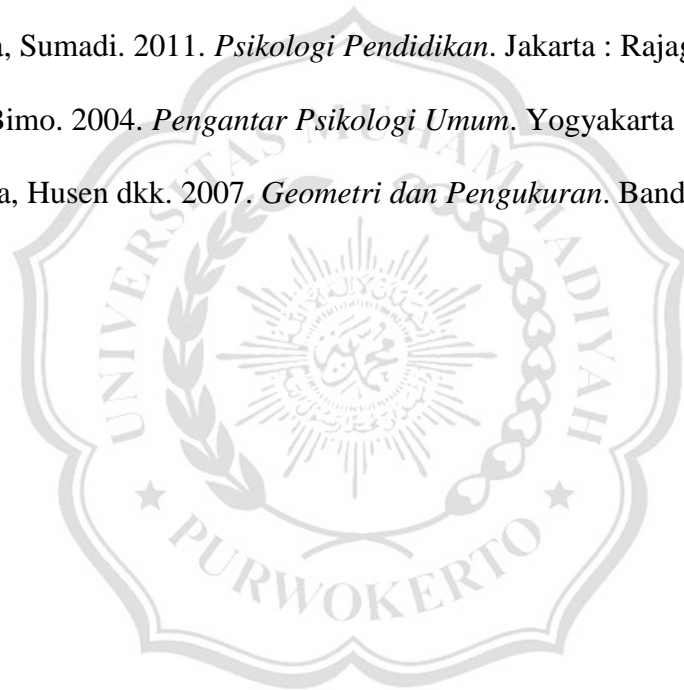 a, Sumadi. 2011. Psikologi Pendidikan. Jakarta : Rajag
Bimo. 2004. Pengantar Psikologi Umum. Yogyakarta
a, Husen dkk. 2007. Geometri dan Pengukuran. Band
UNIVERSITAS MUHAMMADIYAH
PURWOKERTO